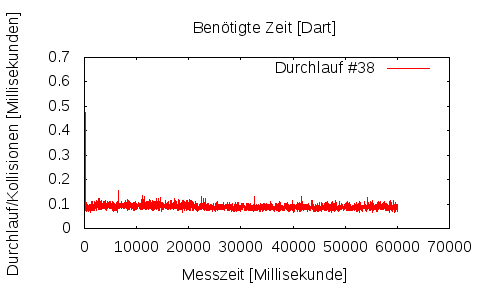 Benötigte Zeit [Dart]
Durchlauf/Kollisionen [Millisekunden]
Durchlauf #38
0.7
0.6
0.5
0.4
0.3
0.2
0.1
0
0 10000 20000 30000 40000 50000 60000 70000
Messzeit [Millisekunde]